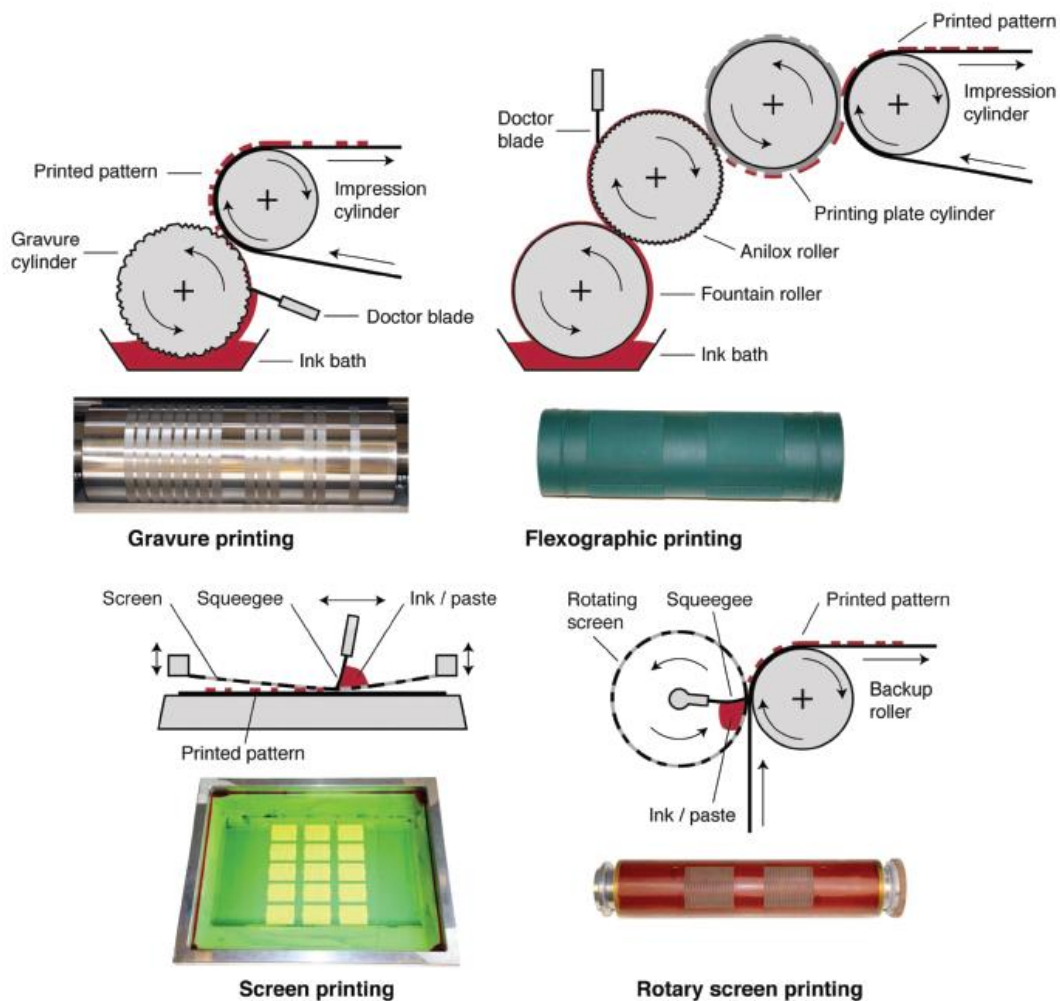 Printed pattern
Impression
cylinder
Gravure
cylinder
Doctor blade
Ink bath
Gravure printing
Printed pattern
Impression
cylinder
Doctor
blade
Printing plate cylinder
Anilox roller
Fountain roller
Ink bath
Flexographic printing
Screen
Squeegee
Ink / paste
Printed pattern
Screen printing
Rotating
screen
Squeegee
Printed pattern
Backup
roller
Ink / paste
Rotary screen printing